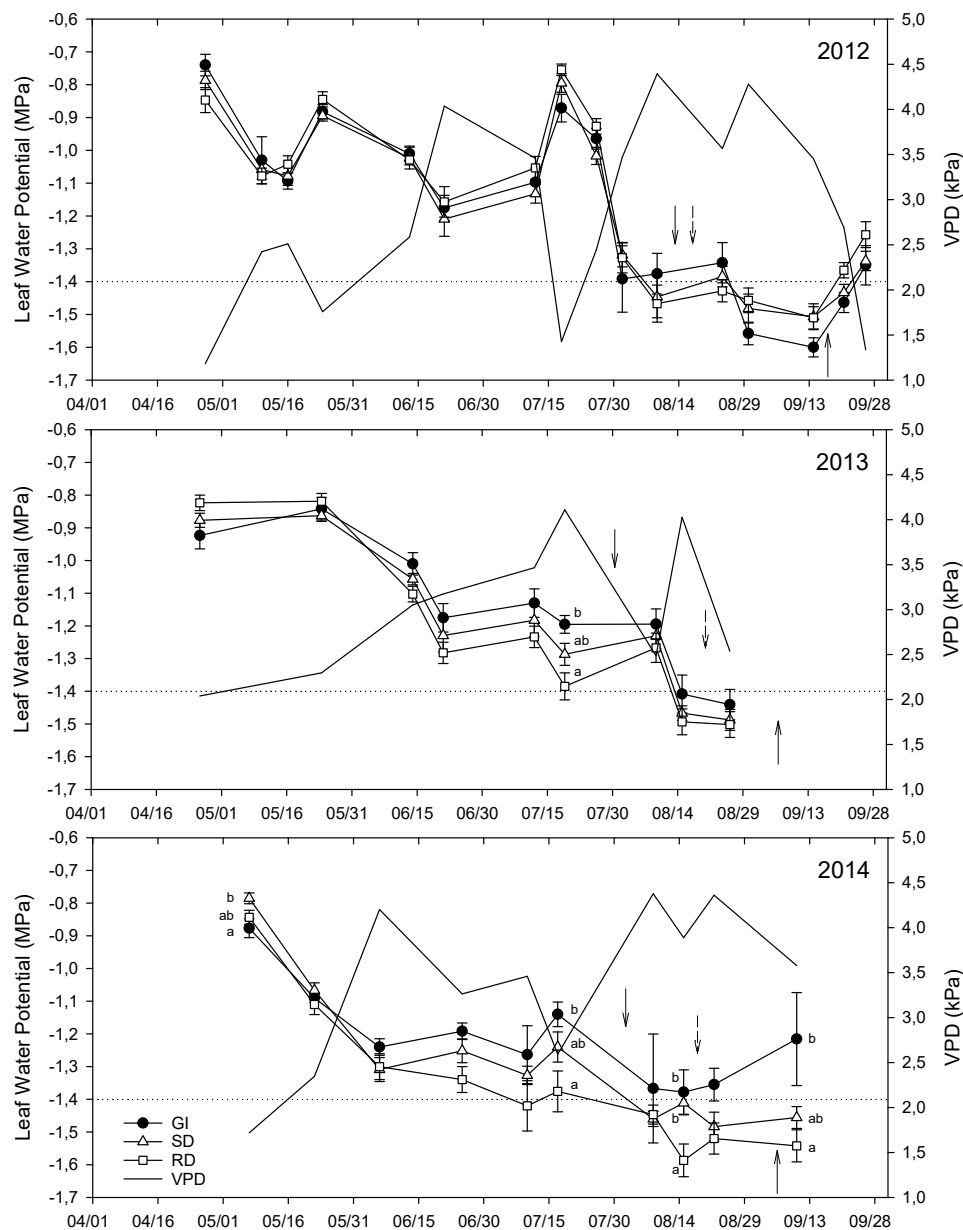 -0,6
-0,7
-0,8
-0,9
-1,0
-1,1
-1,2
-1,3
-1,4
-1,5
-1,6
-1,7
Leaf Water Potential (MPa)
2012
5,0
4,5
4,0
3,5
3,0
2,5
2,0
1,5
1,0
VPD (kPa)
04/01 04/16 05/01 05/16 05/31 06/15 06/30 07/15 07/30 08/14 08/29 09/13 09/28
-0,6
-0,7
-0,8
-0,9
-1,0
-1,1
-1,2
-1,3
-1,4
-1,5
-1,6
-1,7
Leaf Water Potential (MPa)
2013
b
ab
a
5,0
4,5
4,0
3,5
3,0
2,5
2,0
1,5
1,0
VPD (kPa)
04/01 04/16 05/01 05/16 05/31 06/15 06/30 07/15 07/30 08/14 08/29 09/13 09/28
-0,6
-0,7
-0,8
-0,9
-1,0
-1,1
-1,2
-1,3
-1,4
-1,5
-1,6
-1,7
Leaf Water Potential (MPa)
2014
b
ab
a
b
ab
a
b
b
a
b
ab
a
GI
SD
RD
VPD
5,0
4,5
4,0
3,5
3,0
2,5
2,0
1,5
1,0
VPD (kPa)
04/01 04/16 05/01 05/16 05/31 06/15 06/30 07/15 07/30 08/14 08/29 09/13 09/28